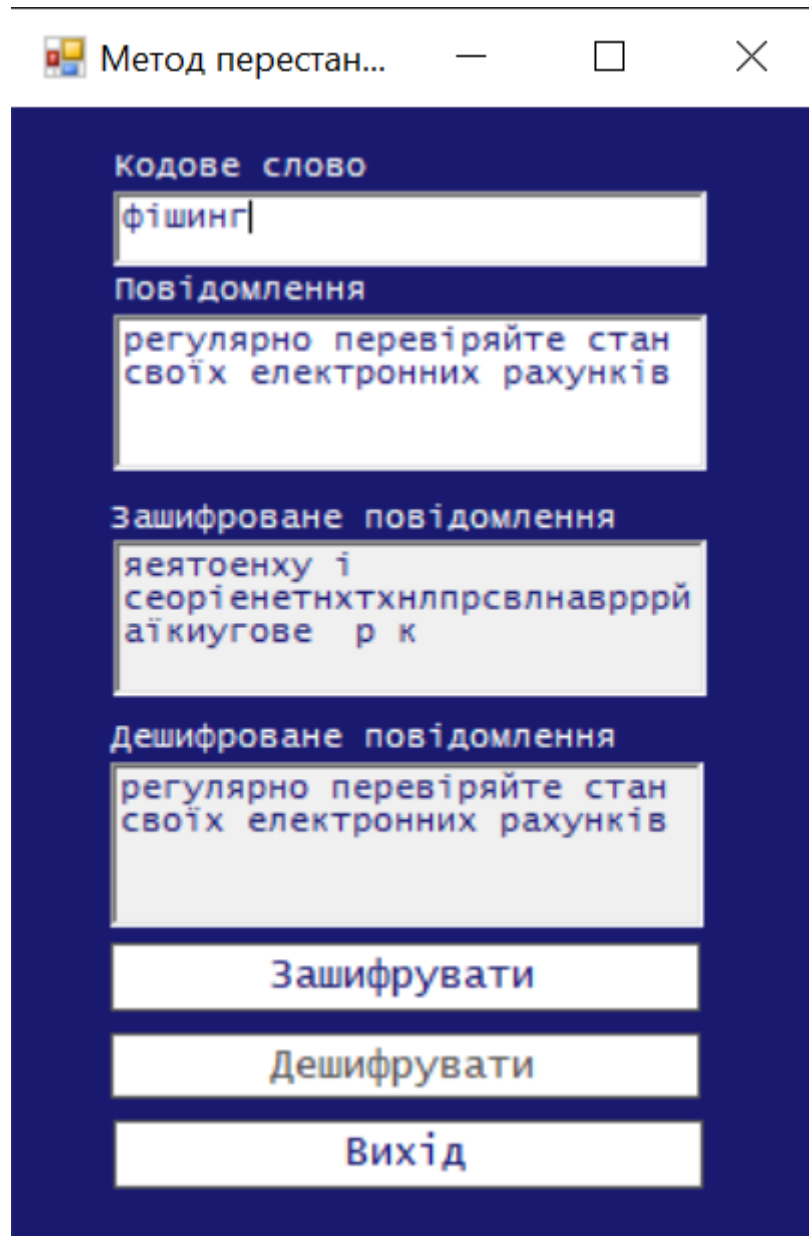 Метод перестан...
Кодове слово
фішинг
Повідомлення
регулярно перевіряйте стан
своїх електронних рахунків
Зашифроване повідомлення
яеятоенху і
сеоріенетнхтхнлпрсвлнаврррй
аїкиугове  р к
Дешифроване повідомлення
регулярно перевіряйте стан
своїх електронних рахунків
Зашифрувати
Дешифрувати
Вихід